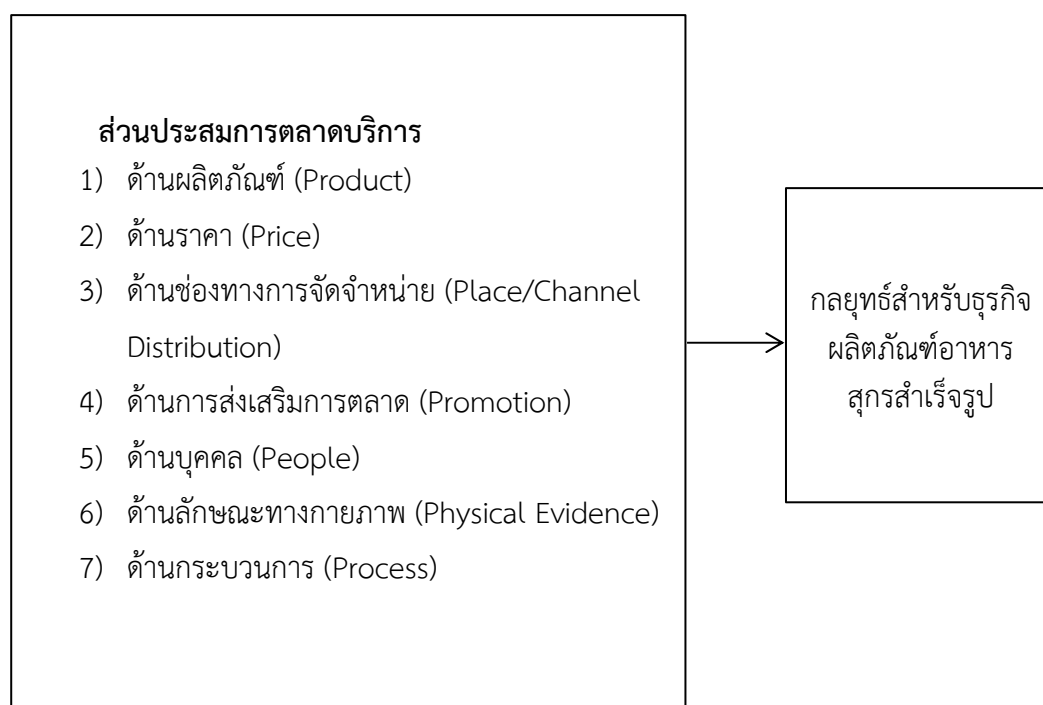 ส่วนประสมการตลาดบริการ
1) ด้านผลิตภัณฑ์ (Product)
2) ด้านราคา (Price)
3) ด้านช่องทางการจัดจำหน่าย (Place/Channel
Distribution)
4) ด้านการส่งเสริมการตลาด (Promotion)
5) ด้านบุคคล (People)
6) ด้านลักษณะทางกายภาพ (Physical Evidence)
7) ด้านกระบวนการ (Process)
กลยุทธ์สำหรับธุรกิจ
ผลิตภัณฑ์อาหาร
สุกรสำเร็จรูป